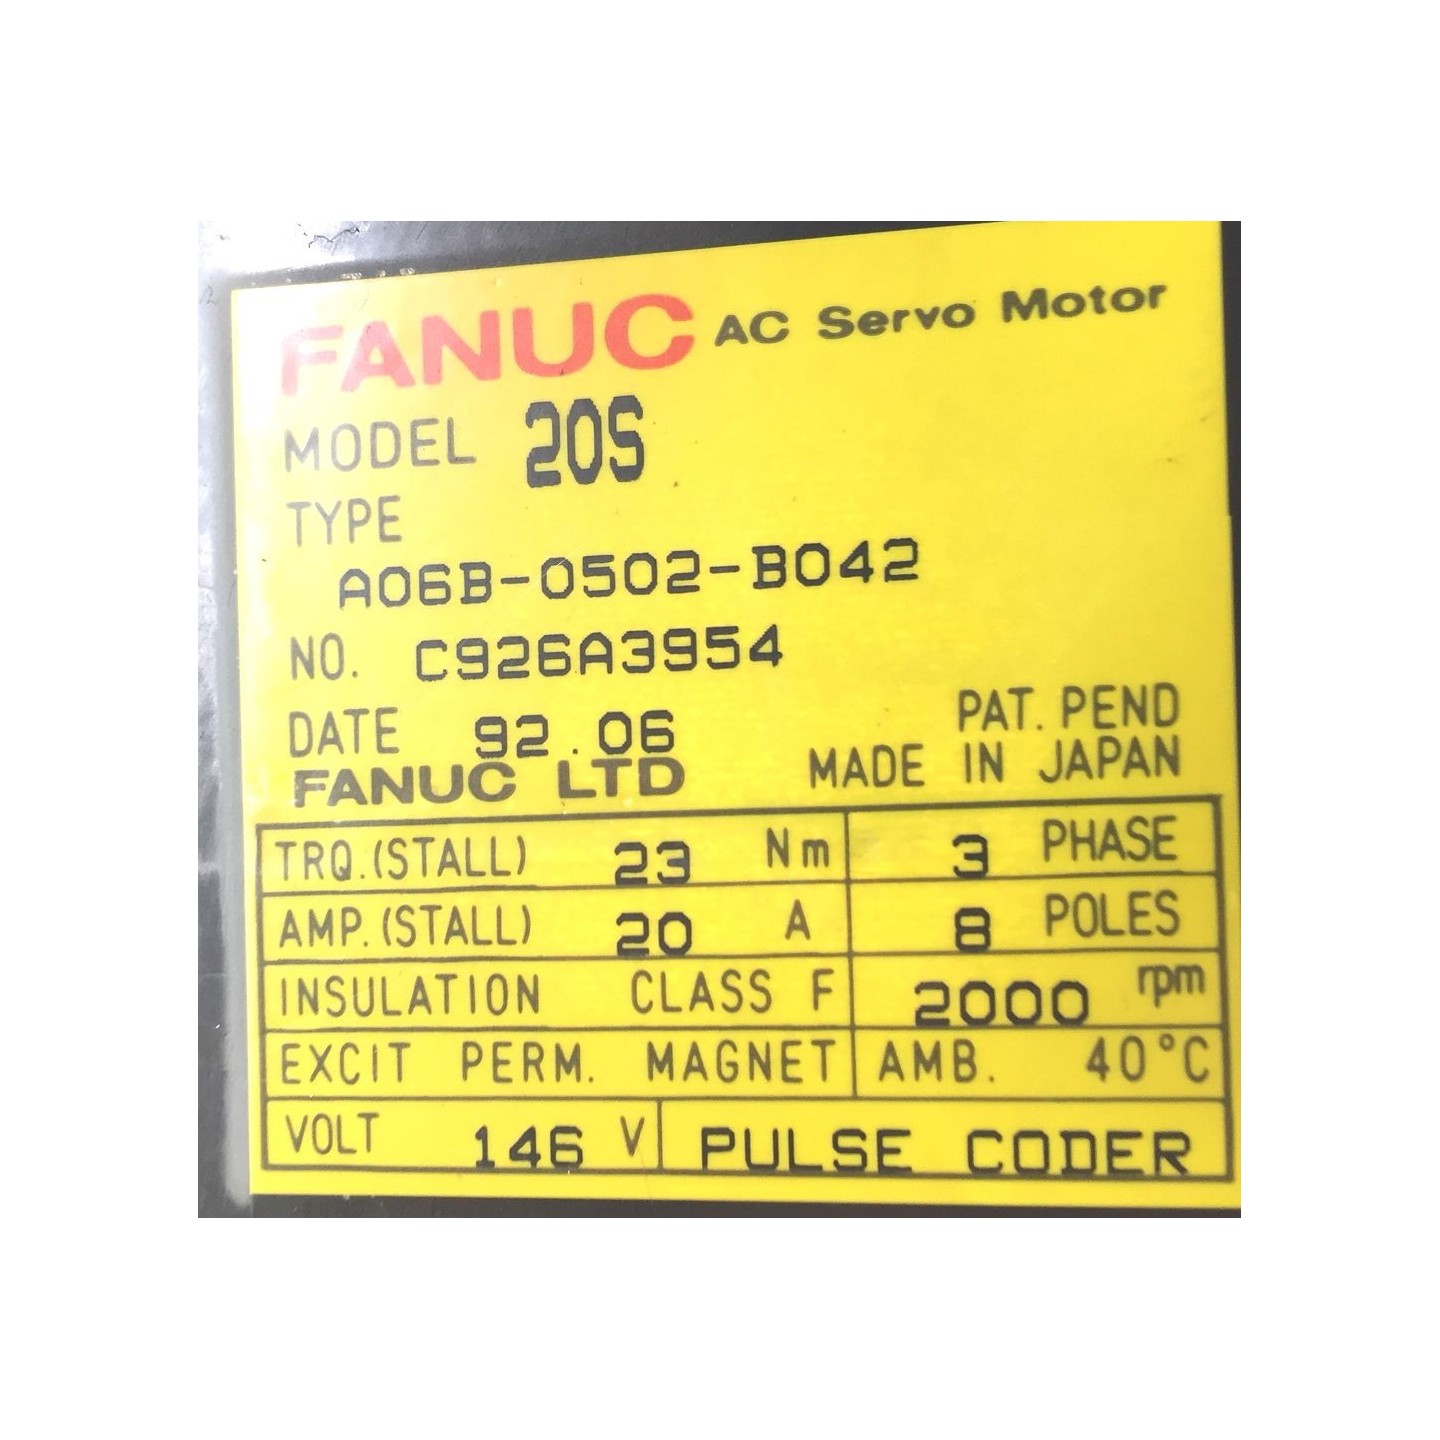 FANUC AC Servo Motor
MODEL 20S
TYPE
A06B-0502-B042
NO. C926A3954
DATE 92.06
PAT. PEND
FANUC LTD
MADE IN JAPAN
TRQ.(STALL) 23 Nm 3 PHASE
AMP.(STALL) 20 A 8 POLES
INSULATION CLASS F 2000 rpm
EXCIT PERM. MAGNET AMB. 40°C
VOLT 146 V PULSE CODER